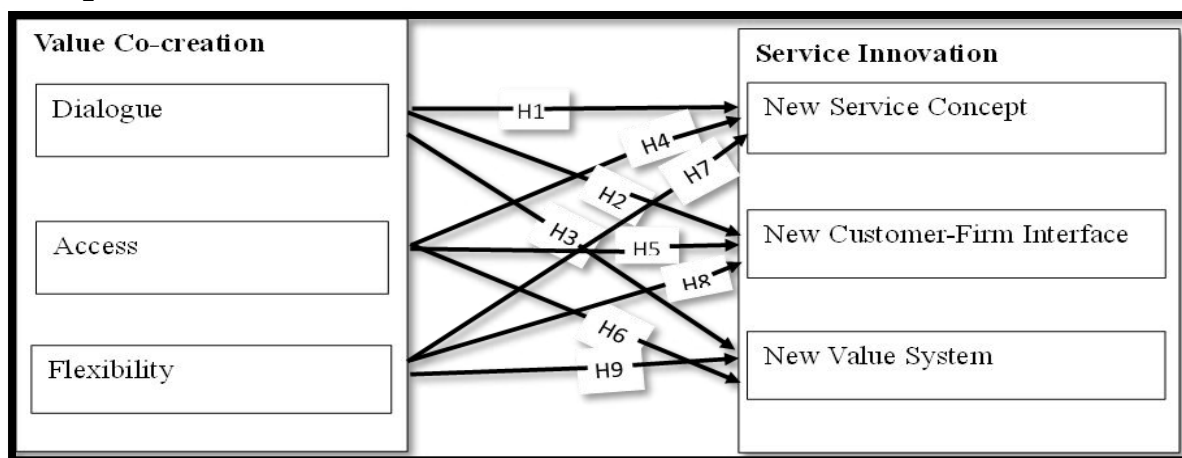 Value Co-creation
Dialogue
Access
Flexibility
H1
H4
H7
H2
H3
H5
H8
H6
H9
Service Innovation
New Service Concept
New Customer-Firm Interface
New Value System